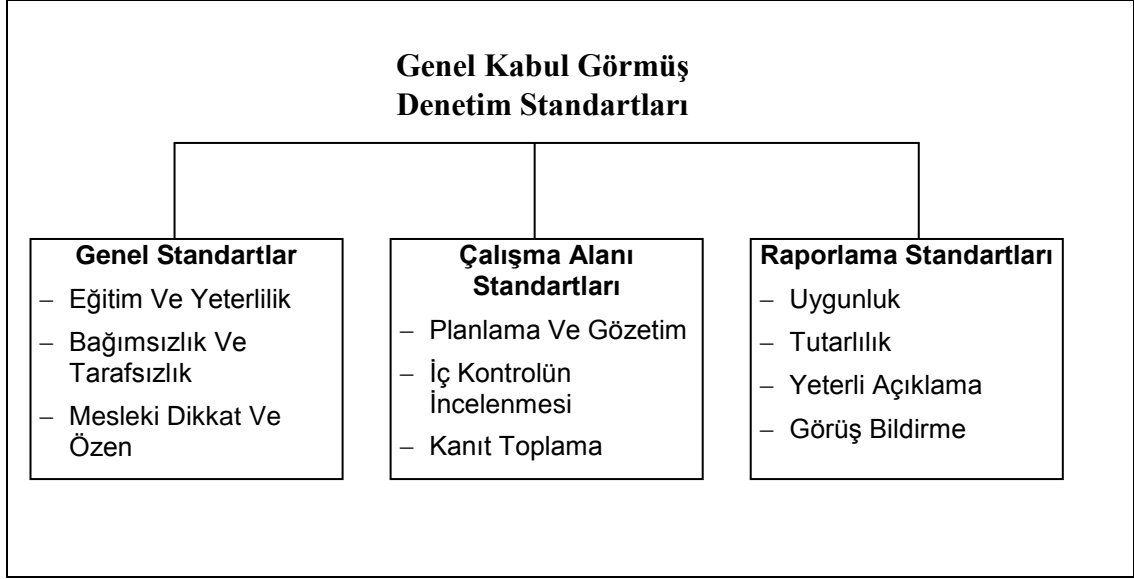 Genel Kabul Görmüş
Denetim Standartları
Genel Standartlar
– Eğitim Ve Yeterlilik
– Bağımsızlık Ve
Tarafsızlık
– Mesleki Dikkat Ve
Özen
Çalışma Alanı
Standartları
– Planlama Ve Gözetim
– İç Kontrolün
İncelenmesi
– Kanıt Toplama
Raporlama Standartları
– Uygunluk
– Tutarlılık
– Yeterli Açıklama
– Görüş Bildirme